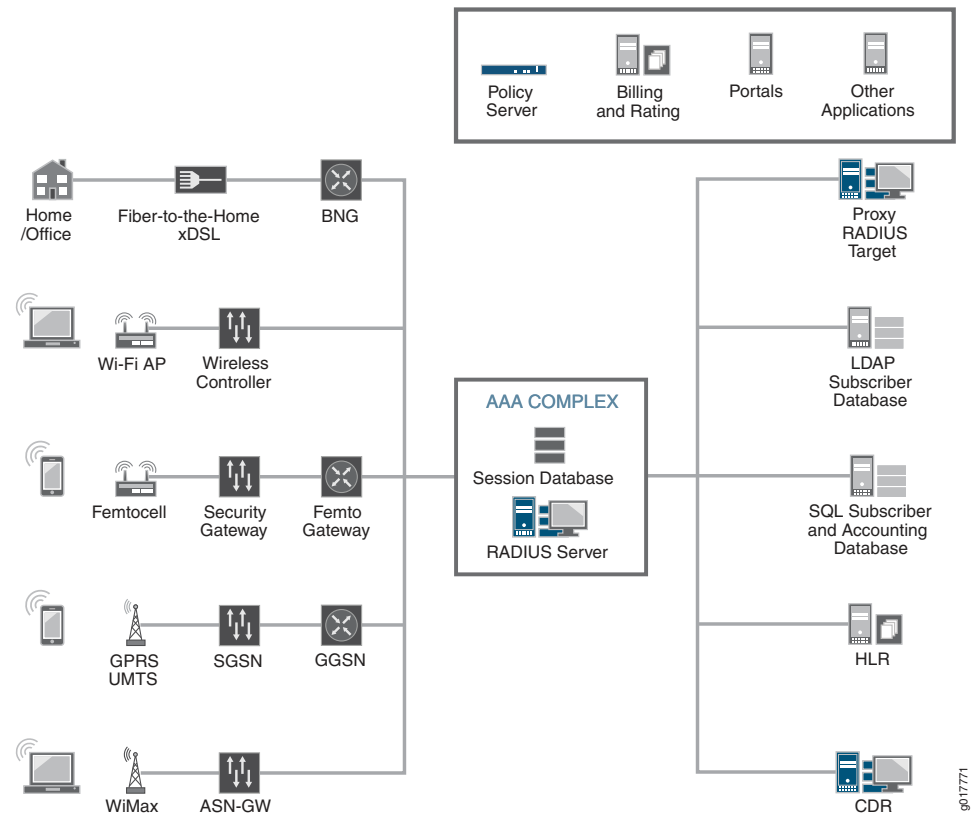 Policy
Server
Billing
and Rating
Portals
Other
Applications
Home
/Office
Fiber-to-the-Home
xDSL
BNG
Proxy
RADIUS
Target
Wi-Fi AP
Wireless
Controller
LDAP
Subscriber
Database
AAA COMPLEX
Session Database
RADIUS Server
Femtocell
Security
Gateway
Femto
Gateway
SQL Subscriber
and Accounting
Database
GPRS
UMTS
SGSN
GGSN
HLR
WiMax
ASN-GW
CDR
g017771